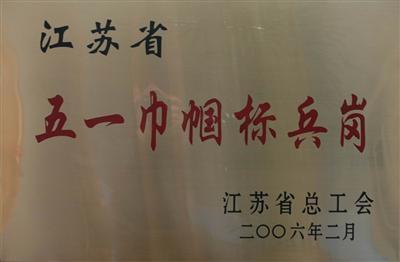 江苏省
五一巾帼标兵岗
江苏省总工会
二〇〇六年二月